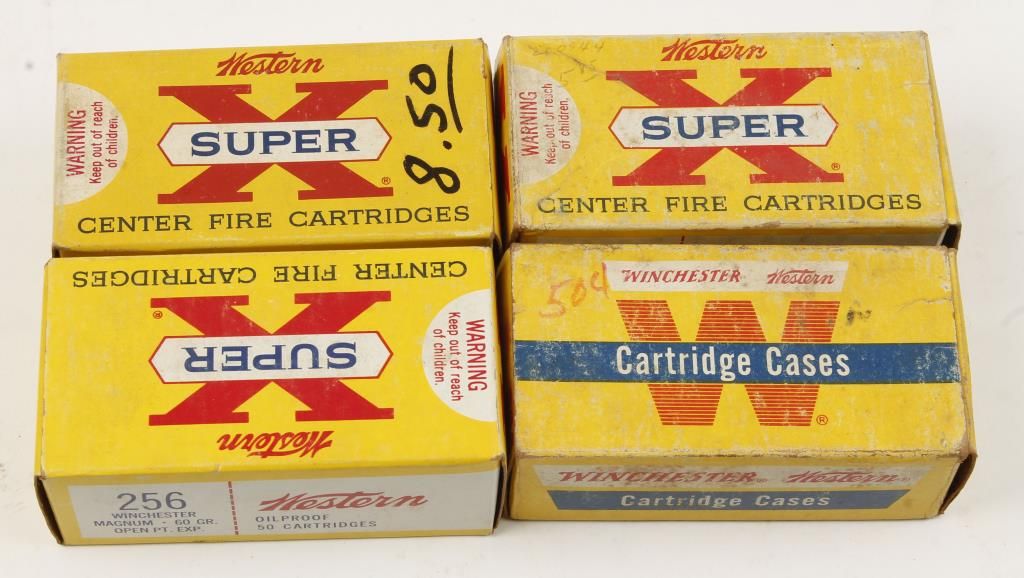 Western
X
SUPER
®
CENTER FIRE CARTRIDGES
WARNING
Keep out of reach
of children.
8.50
Western
X
SUPER
®
CENTER FIRE CARTRIDGES
WARNING
Keep out of reach
of children.
Western
X
SUPER
®
CENTER FIRE CARTRIDGES
WARNING
Keep out of reach
of children.
256
WINCHESTER
MAGNUM · 60 GR.
OPEN PT. EXP.
Western
OILPROOF
50 CARTRIDGES
WINCHESTER Western
504
W
Cartridge Cases
®
WINCHESTER® Western®
Cartridge Cases